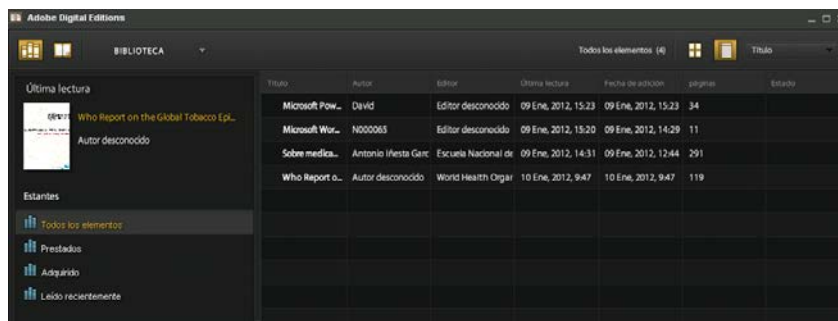 Adobe Digital Editions
BIBLIOTECA
Todos los elementos (4)
Título
Última lectura
Who Report on the Global Tobacco Epi...
Autor desconocido
Estantes
Todos los elementos
Prestados
Adquirido
Leído recientemente
Título Autor Editor Última lectura Fecha de adición páginas Estado
Microsoft Pow... David Editor desconocido 09 Ene, 2012, 15:23 09 Ene, 2012, 15:23 34
Microsoft Wor... N000065 Editor desconocido 09 Ene, 2012, 15:20 09 Ene, 2012, 14:29 11
Sobre medica... Antonio Iñesta Garc Escuela Nacional de 09 Ene, 2012, 14:31 09 Ene, 2012, 12:44 291
Who Report o... Autor desconocido World Health Organ 10 Ene, 2012, 9:47 10 Ene, 2012, 9:47 119